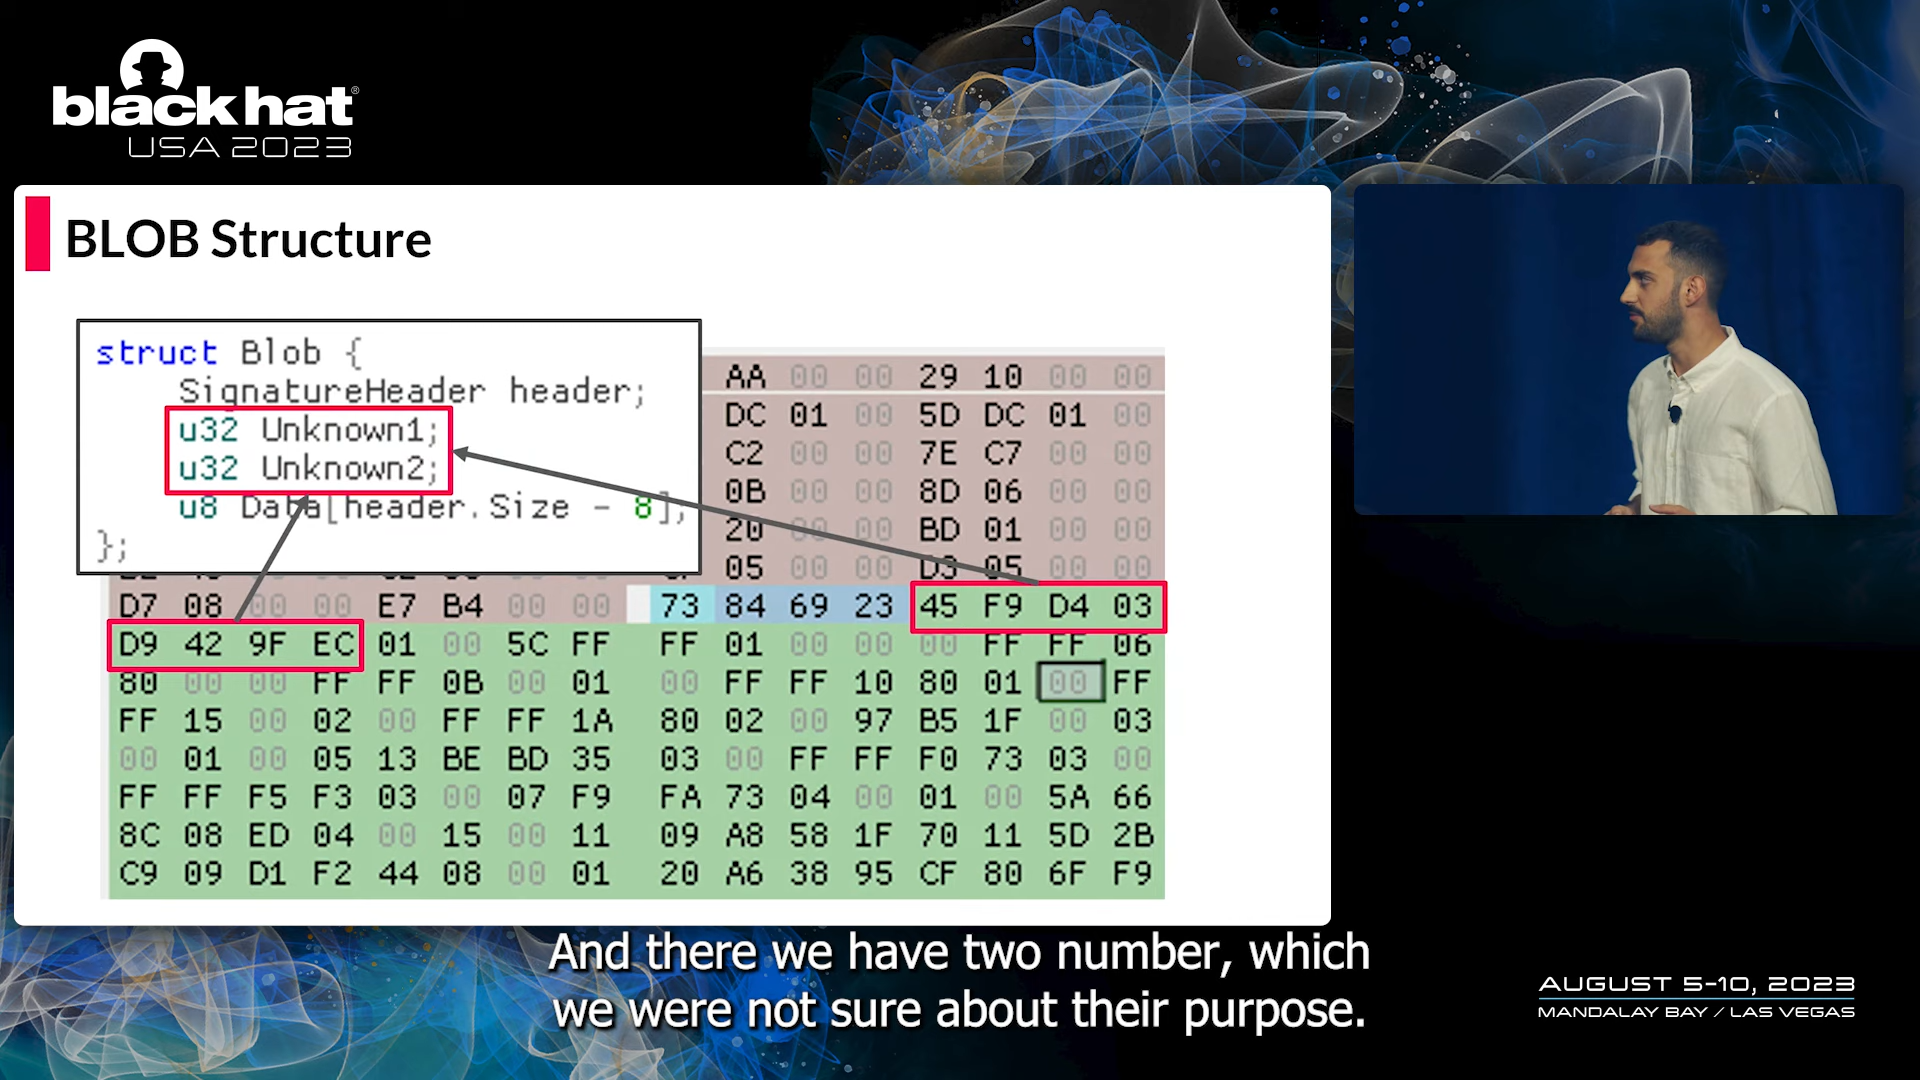 black hat®
USA 2023
BLOB Structure
struct Blob {
SignatureHeader header;
u32 Unknown1;
u32 Unknown2;
u8 Data[header.Size - 8];
};
AA 00 00 29 10 00 00
DC 01 00 5D DC 01 00
C2 00 00 7E C7 00 00
0B 00 00 8D 06 00 00
20 00 00 BD 01 00 00
05 00 00 D3 05 00 00
D7 08 00 00 E7 B4 00 00 73 84 69 23 45 F9 D4 03
D9 42 9F EC 01 00 5C FF FF 01 00 00 00 FF FF 06
80 00 00 FF FF 0B 00 01 00 FF FF 10 80 01 00 FF
FF 15 00 02 00 FF FF 1A 80 02 00 97 B5 1F 00 03
00 01 00 05 13 BE BD 35 03 00 FF FF F0 73 03 00
FF FF F5 F3 03 00 07 F9 FA 73 04 00 01 00 5A 66
8C 08 ED 04 00 15 00 11 09 A8 58 1F 70 11 5D 2B
C9 09 D1 F2 44 08 00 01 20 A6 38 95 CF 80 6F F9
And there we have two number, which
we were not sure about their purpose.
AUGUST 5-10, 2023
MANDALAY BAY / LAS VEGAS